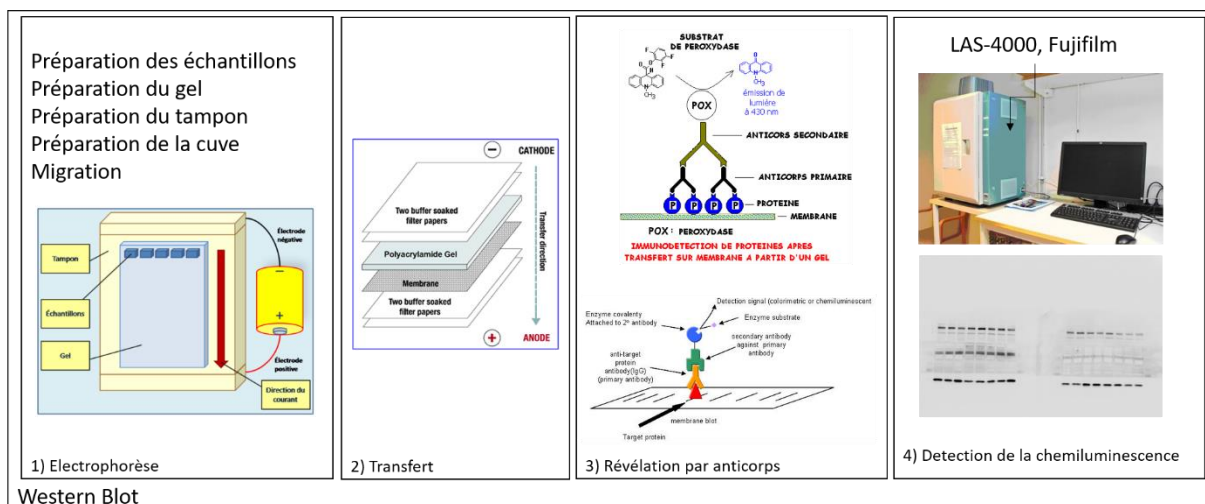 Préparation des échantillons
Préparation du gel
Préparation du tampon
Préparation de la cuve
Migration
Électrode
négative
Tampon
Échantillons
Gel
Électrode
positive
Direction du
courant
1) Electrophorèse
CATHODE
Two buffer soaked
filter papers
Polyacrylamide Gel
Membrane
Two buffer soaked
filter papers
Transfer direction
ANODE
2) Transfert
SUBSTRAT
DE PEROXYDASE
F
F
F
O
O
N
CH3
O
N
CH3
émission de
lumière
à 430 nm
POX
ANTICORS SECONDAIRE
ANTICORPS PRIMAIRE
P P P P
PROTEINE
MEMBRANE
POX : PEROXYDASE
IMMUNODETECTION DE PROTEINES APRES
TRANSFERT SUR MEMBRANE A PARTIR D'UN GEL
Detection signal (colorimetric or chemiluminescent
Enzyme covalently
Attached to 2º antibody
Enzyme substrate
secondary antibody
against primary
antibody
anti-target
protein
antibody(IgG)
(primary antibody)
membrane blot
Target protein
3) Révélation par anticorps
LAS-4000, Fujifilm
4) Detection de la chemiluminescence
Western Blot